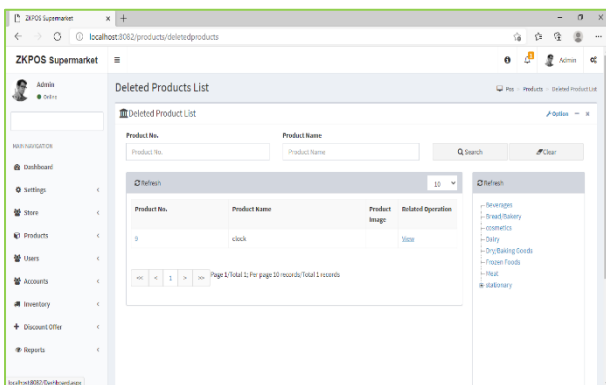 ZKPOS Supermarket
localhost:8082/products/deletedproducts
ZKPOS Supermarket
Admin
Admin
Online
Deleted Products List
Pos Products Deleted Product List
Deleted Product List
Option
Product No.
Product Name
Product No.
Product Name
Search
Clear
MAIN NAVIGATOR
Dashboard
Settings
Store
Products
Users
Accounts
Inventory
Discount Offer
Reports
Refresh
10
Product No.
Product Name
Product Image
Related Operation
9
clock
View
<< < 1 > >> Page 1/Total 1; Per page 10 records/Total 1 records
Refresh
Beverages
Bread/Bakery
cosmetics
Dairy
Dry/Baking Goods
Frozen Foods
Meat
stationary
localhost:8082/Dashboard.aspx